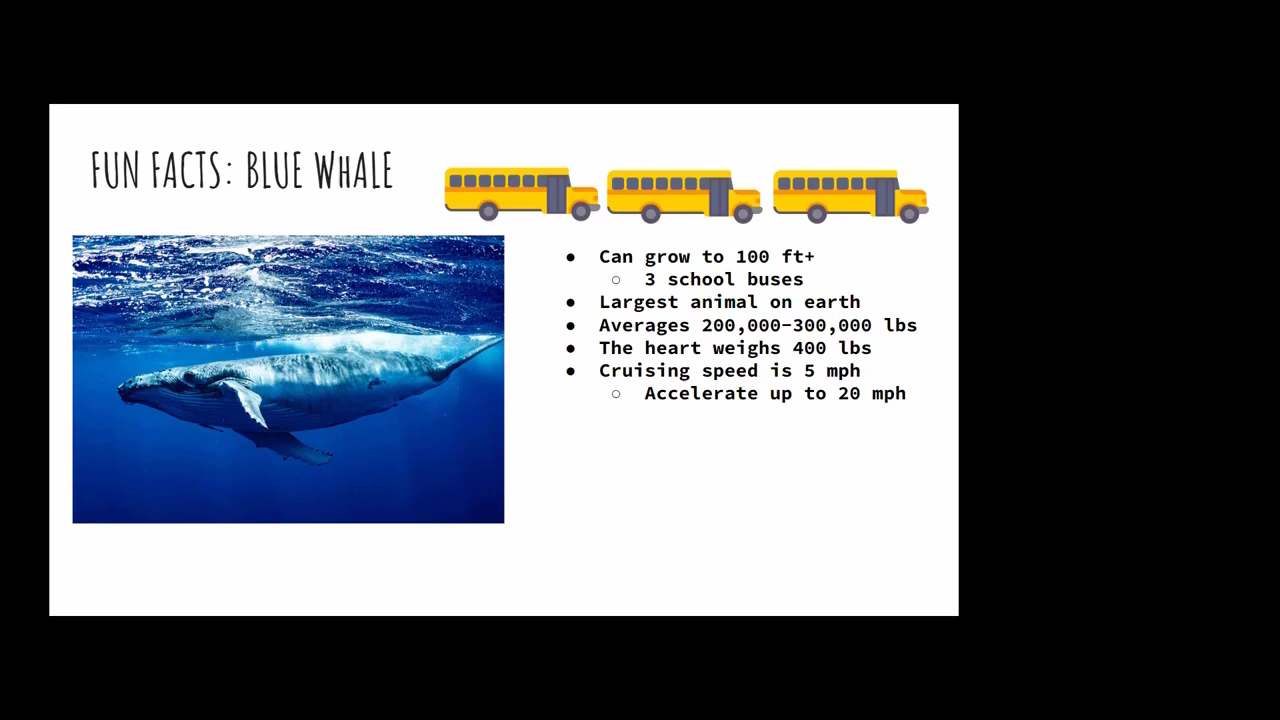 FUN FACTS: BLUE WHALE
● Can grow to 100 ft+
○ 3 school buses
● Largest animal on earth
● Averages 200,000-300,000 lbs
● The heart weighs 400 lbs
● Cruising speed is 5 mph
○ Accelerate up to 20 mph